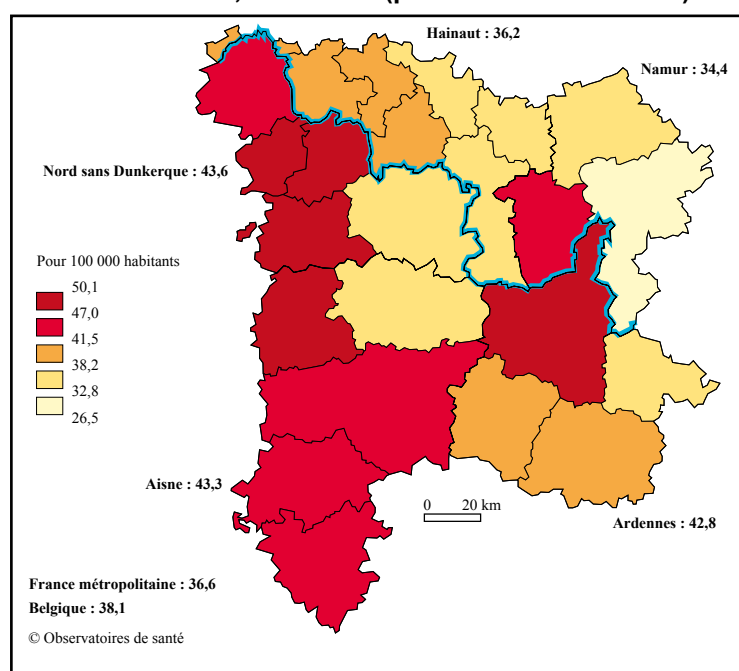 Hainaut : 36,2
Namur : 34,4
Nord sans Dunkerque : 43,6
Pour 100 000 habitants
50,1
47,0
41,5
38,2
32,8
26,5
Aisne : 43,3
0 20 km
Ardennes : 42,8
France métropolitaine : 36,6
Belgique : 38,1
© Observatoires de santé